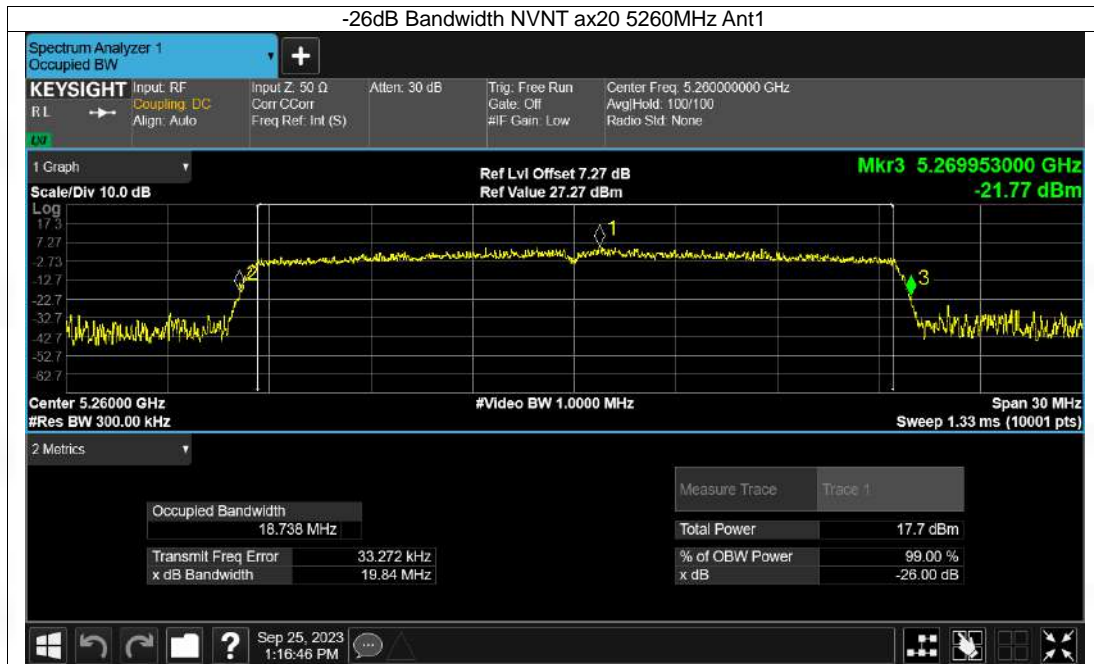 -26dB Bandwidth NVNT ax20 5260MHz Ant1
Spectrum Analyzer 1
Occupied BW
+
KEYSIGHT Input: RF Input Z: 50 Ω Atten: 30 dB Trig: Free Run Center Freq: 5.260000000 GHz
RL Coupling: DC Corr CCorr Gate: Off Avg|Hold: 100/100
Align: Auto Freq Ref: Int (S) #IF Gain: Low Radio Std: None
LXI
1 Graph Ref Lvl Offset 7.27 dB Mkr3 5.269953000 GHz
Scale/Div 10.0 dB Ref Value 27.27 dBm -21.77 dBm
Log
17.3
7.27
-2.73
-12.7
-22.7
-32.7
-42.7
-52.7
-62.7
1
2
3
Center 5.26000 GHz #Video BW 1.0000 MHz Span 30 MHz
#Res BW 300.00 kHz Sweep 1.33 ms (10001 pts)
2 Metrics
Measure Trace Trace 1
Occupied Bandwidth
18.738 MHz Total Power 17.7 dBm
Transmit Freq Error 33.272 kHz % of OBW Power 99.00 %
x dB Bandwidth 19.84 MHz x dB -26.00 dB
? Sep 25, 2023
1:16:46 PM